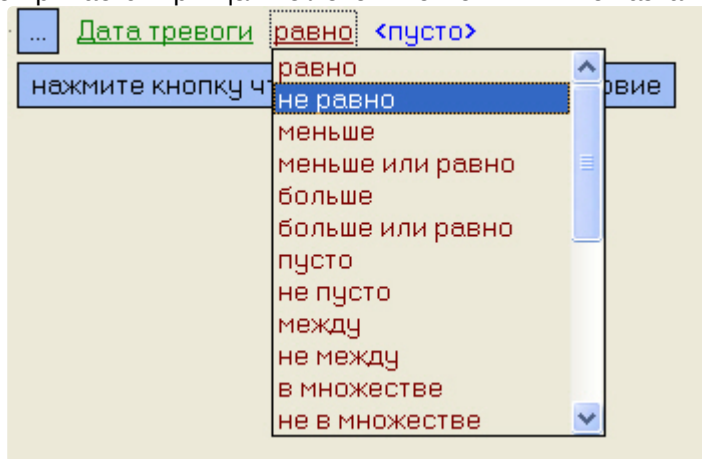 ... Дата тревоги равно <пусто>
нажмите кнопку ч овие
равно
не равно
меньше
меньше или равно
больше
больше или равно
пусто
не пусто
между
не между
в множестве
не в множестве